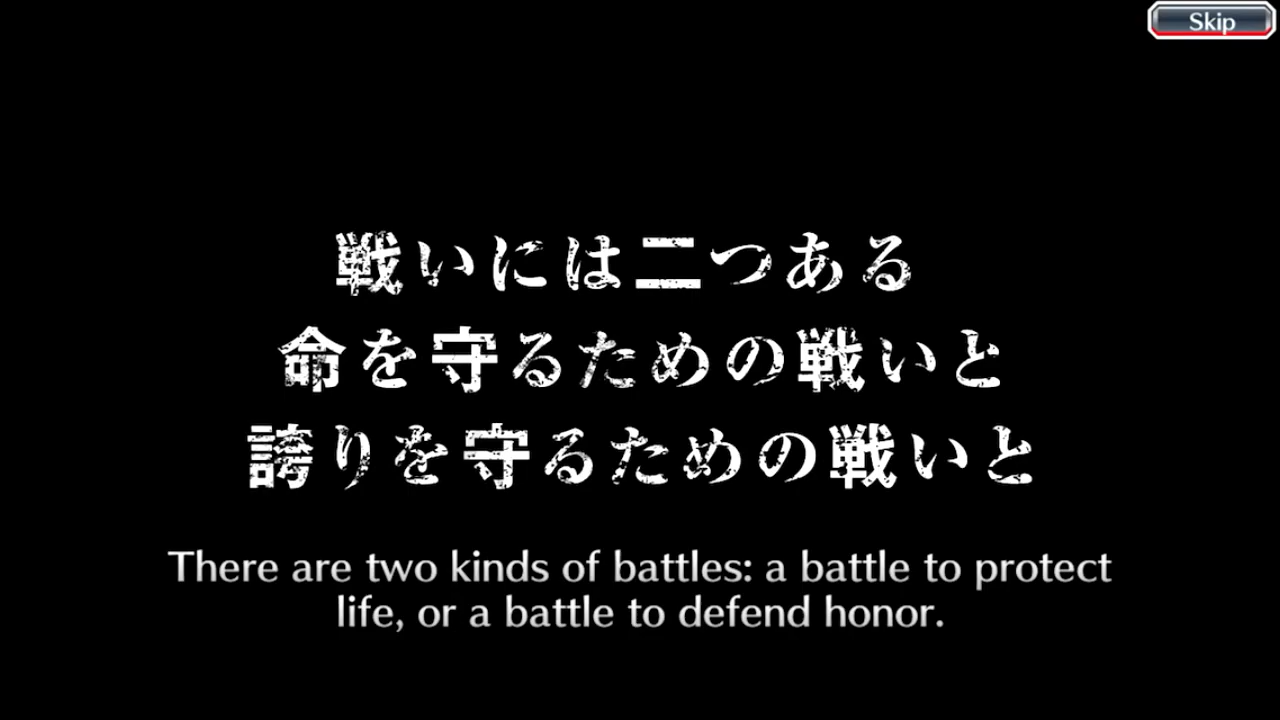 Skip
戦いには二つある
命を守るための戦いと
誇りを守るための戦いと
There are two kinds of battles: a battle to protect
life, or a battle to defend honor.